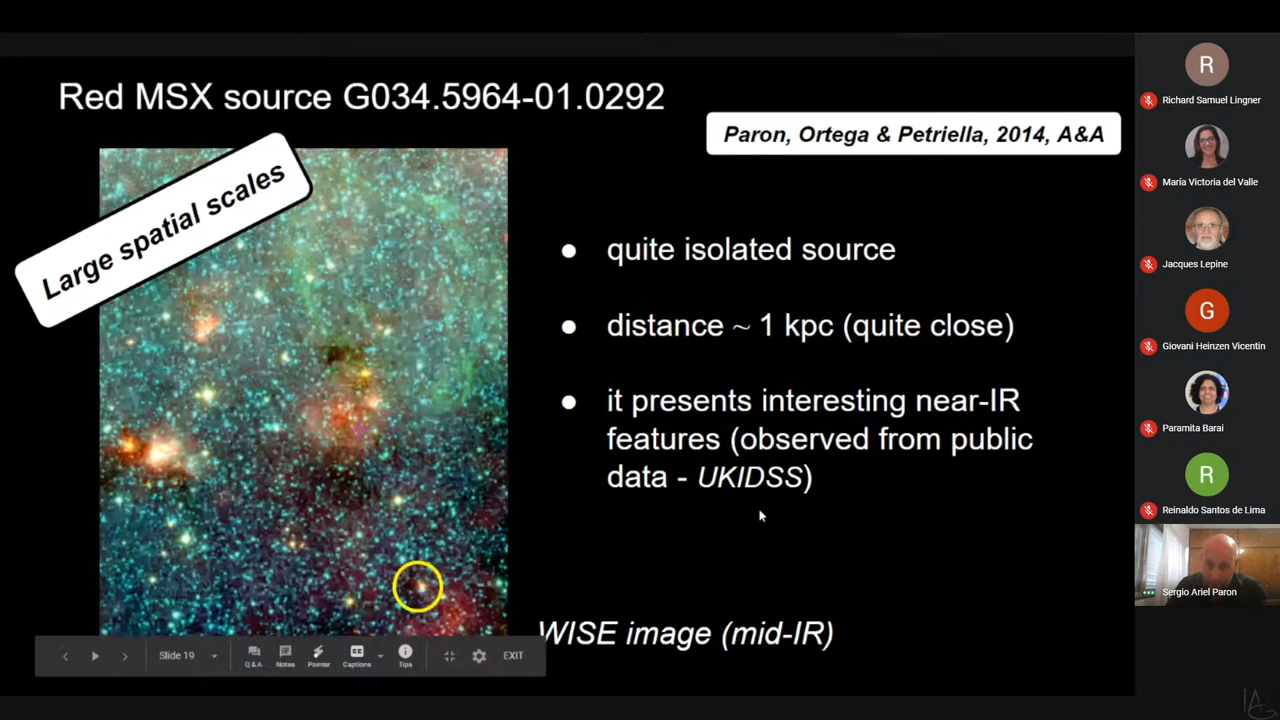 Red MSX source G034.5964-01.0292
Paron, Ortega & Petriella, 2014, A&A
Large spatial scales
● quite isolated source
● distance ~ 1 kpc (quite close)
● it presents interesting near-IR
features (observed from public
data - UKIDSS)
WISE image (mid-IR)
Slide 19
Q & A
Notes
Pointer
Captions
Tips
EXIT
R
Richard Samuel Lingner
María Victoria del Valle
Jacques Lepine
G
Giovani Heinzen Vicentin
Paramita Barai
R
Reinaldo Santos de Lima
Sergio Ariel Paron
IAG